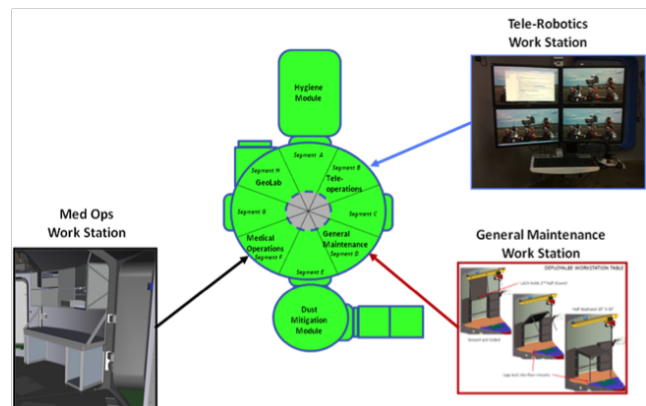 Tele-Robotics
Work Station
Hygiene
Module
Segment A
Segment H
GeoLab
Segment B
Tele-
operations
Segment G
Segment C
Med Ops
Work Station
Medical
Operations
Segment F
General
Maintenance
Segment D
Segment E
General Maintenance
Work Station
Dust
Mitigation
Module
DEPLOYABLE WORKSTATION TABLE